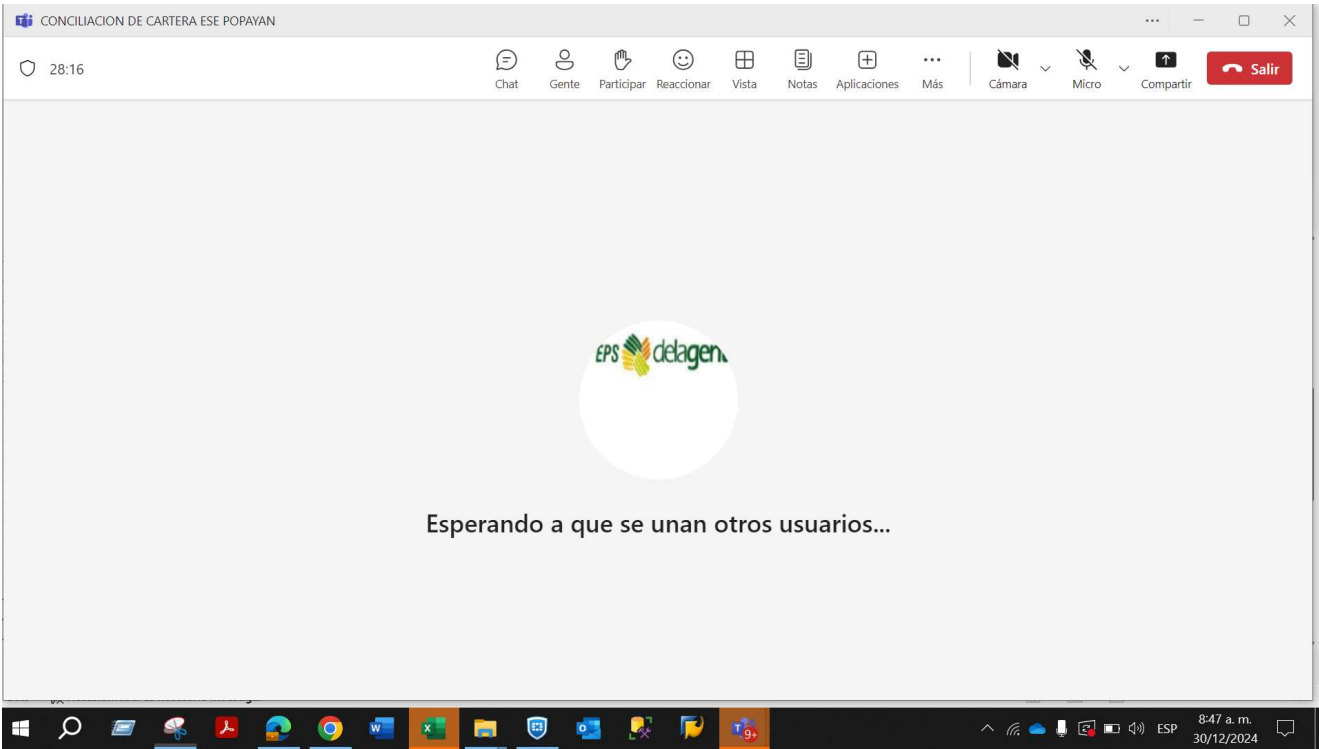 CONCILIACION DE CARTERA ESE POPAYAN
28:16
Chat Gente Participar Reaccionar Vista Notas Aplicaciones Más Cámara Micro Compartir Salir
EPS delagen
Esperando a que se unan otros usuarios...
9+
ESP
8:47 a. m.
30/12/2024